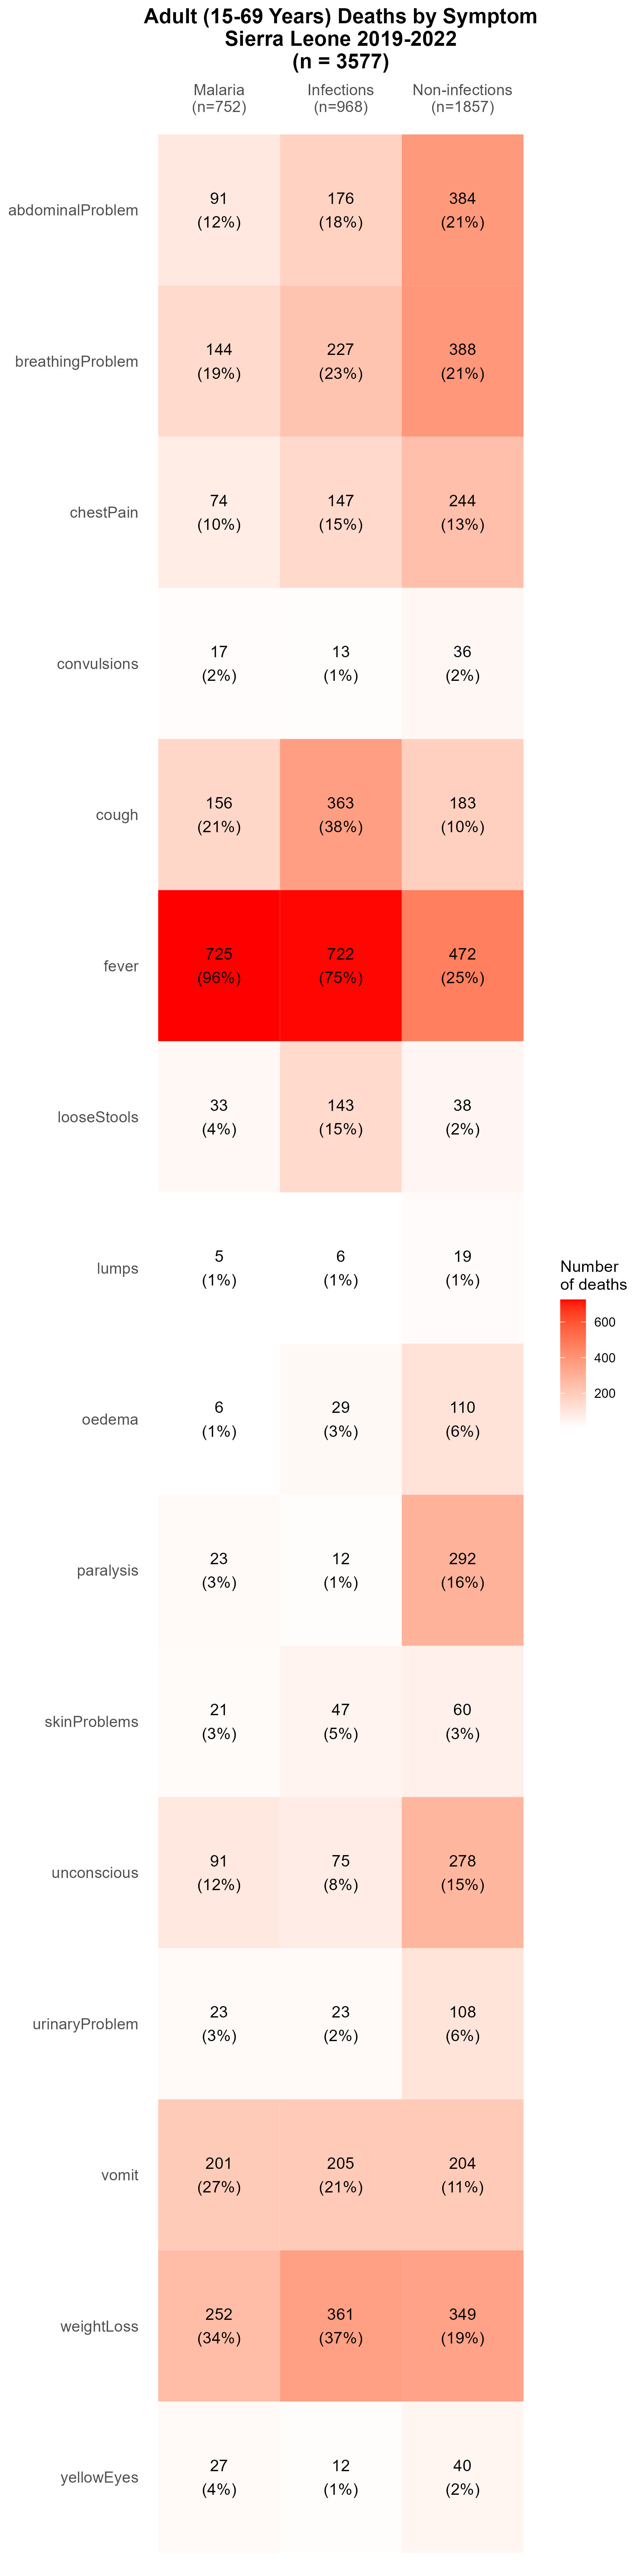 Adult (15-69 Years) Deaths by Symptom
Sierra Leone 2019-2022
(n = 3577)
Malaria Infections Non-infections
(n=752) (n=968) (n=1857)
91 176 384
abdominalProblem
(12%) (18%) (21%)
144 227 388
breathingProblem
(19%) (23%) (21%)
74 147 244
chestPain
(10%) (15%) (13%)
17 13 36
convulsions
(2%) (1%) (2%)
156 363 183
cough
(21%) (38%) (10%)
725 722 472
fever
(96%) (75%) (25%)
33 143 38
looseStools
(4%) (15%) (2%)
5 6 19
lumps
(1%) (1%) (1%)
Number
of deaths
600
400
200
6 29 110
oedema
(1%) (3%) (6%)
23 12 292
paralysis
(3%) (1%) (16%)
21 47 60
skinProblems
(3%) (5%) (3%)
91 75 278
unconscious
(12%) (8%) (15%)
23 23 108
urinaryProblem
(3%) (2%) (6%)
201 205 204
vomit
(27%) (21%) (11%)
252 361 349
weightLoss
(34%) (37%) (19%)
27 12 40
yellowEyes
(4%) (1%) (2%)